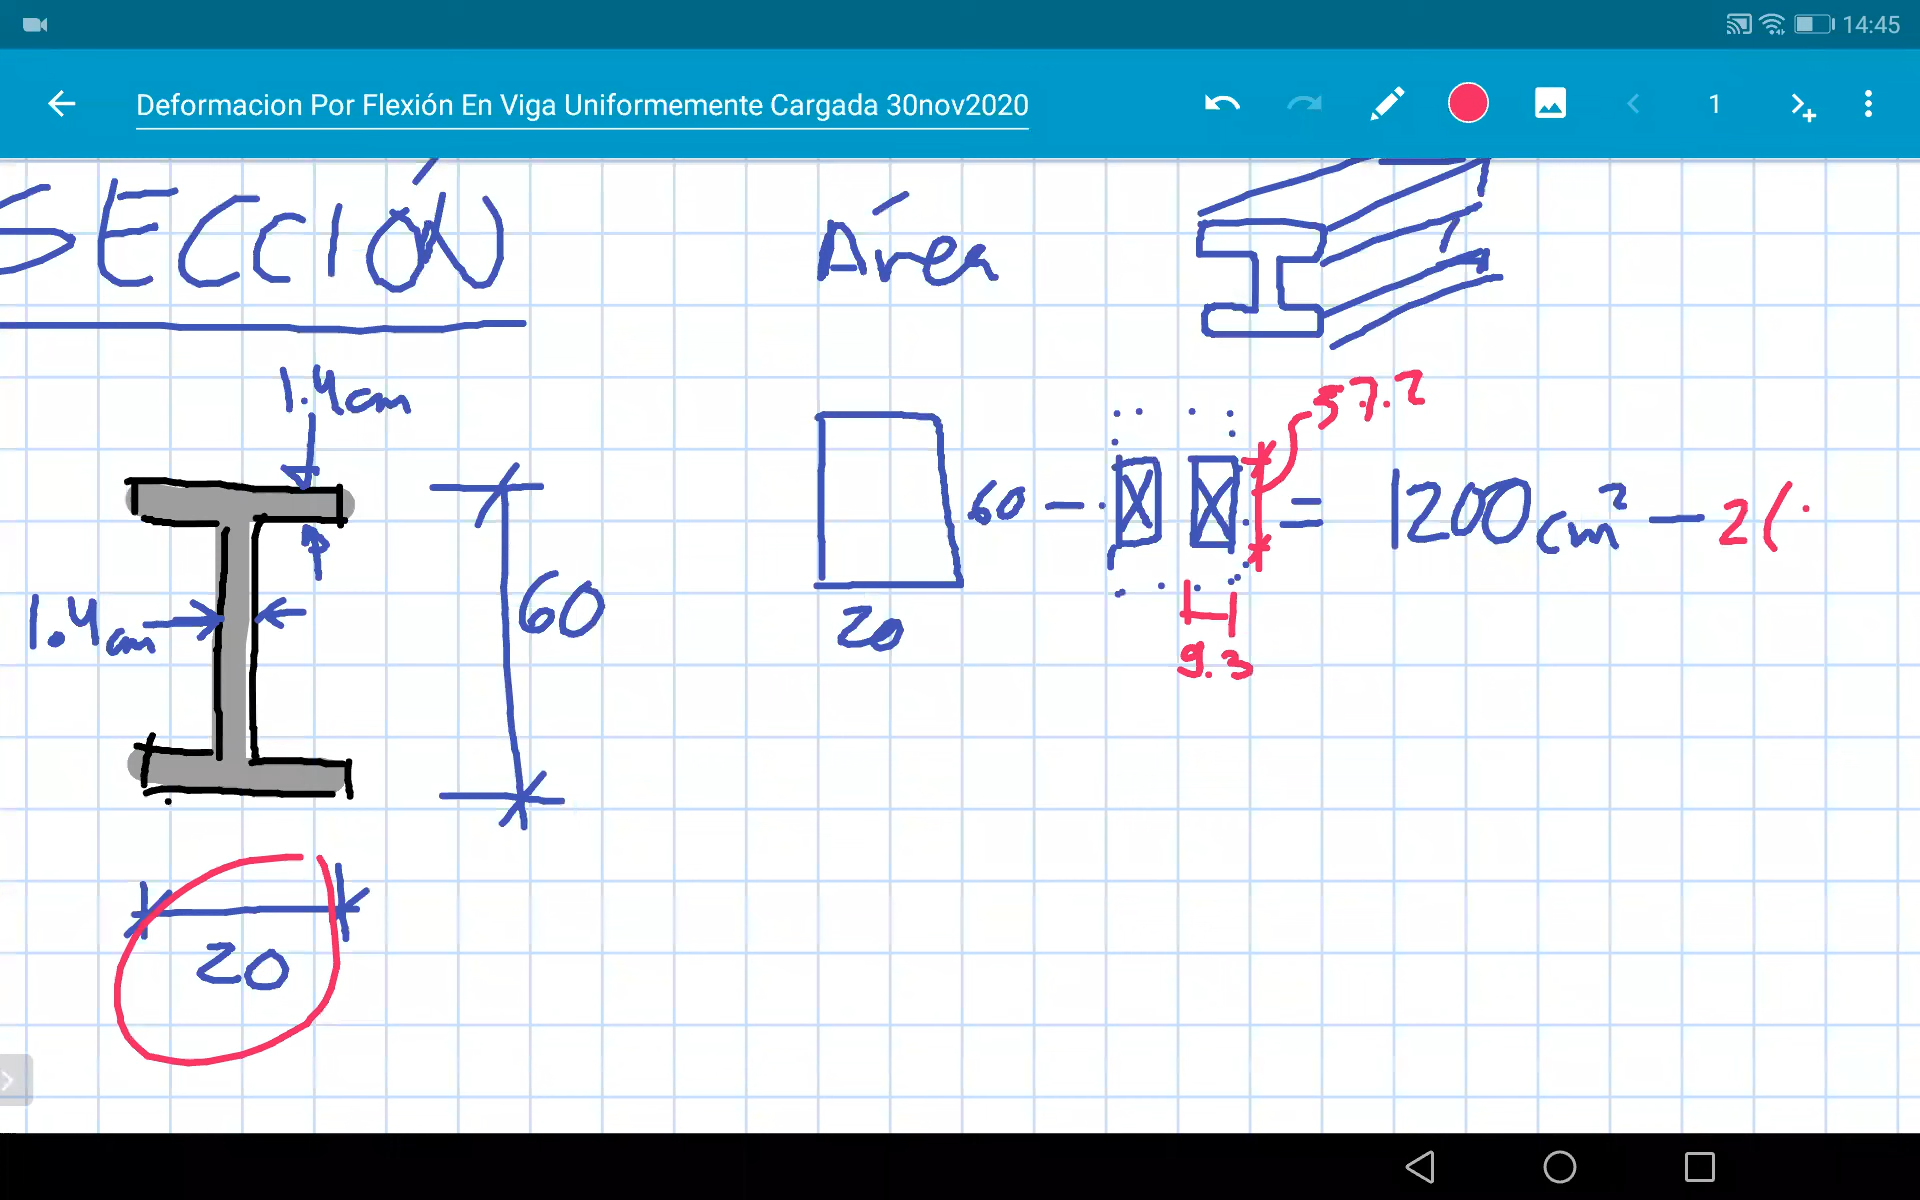 14:45
Deformacion Por Flexión En Viga Uniformemente Cargada 30nov2020
1
SECCIÓN
Área
1.4cm
57.2
60 - = 1200cm² - 2(.
1.4cm
60
20
9.3
20